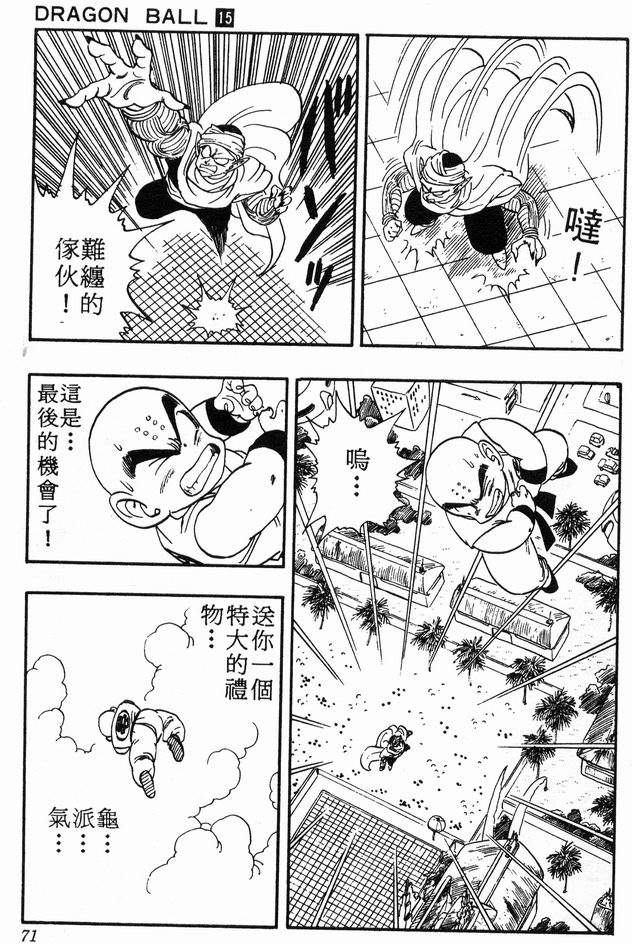 DRAGON BALL 15
噠！
難纏的
傢伙！
嗚…
這是…
最後的機會了！
送你一個
特大的禮
物…
龜…
派…
氣…
71